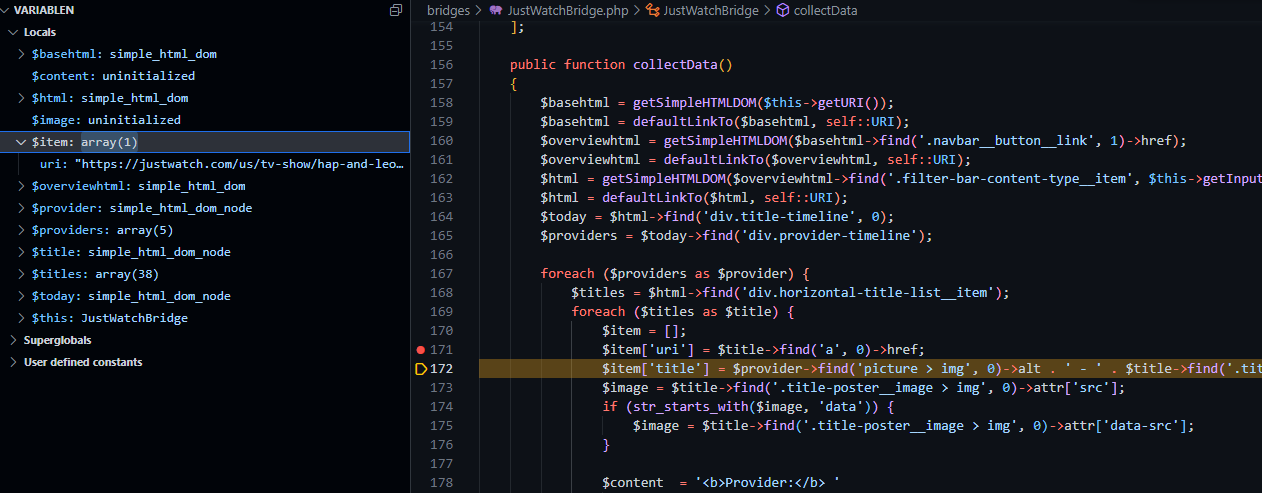 VARIABLEN
Locals
$basehtml: simple_html_dom
$content: uninitialized
$html: simple_html_dom
$image: uninitialized
$item: array(1)
uri: "https://justwatch.com/us/tv-show/hap-and-leo…
$overviewhtml: simple_html_dom
$provider: simple_html_dom_node
$providers: array(5)
$title: simple_html_dom_node
$titles: array(38)
$today: simple_html_dom_node
$this: JustWatchBridge
Superglobals
User defined constants
bridges > JustWatchBridge.php > JustWatchBridge > collectData
154 ];
155
156 public function collectData()
157 {
158 $basehtml = getSimpleHTMLDOM($this->getURI());
159 $basehtml = defaultLinkTo($basehtml, self::URI);
160 $overviewhtml = getSimpleHTMLDOM($basehtml->find('.navbar__button__link', 1)->href);
161 $overviewhtml = defaultLinkTo($overviewhtml, self::URI);
162 $html = getSimpleHTMLDOM($overviewhtml->find('.filter-bar-content-type__item', $this->getInput
163 $html = defaultLinkTo($html, self::URI);
164 $today = $html->find('div.title-timeline', 0);
165 $providers = $today->find('div.provider-timeline');
166
167 foreach ($providers as $provider) {
168 $titles = $html->find('div.horizontal-title-list__item');
169 foreach ($titles as $title) {
170 $item = [];
171 $item['uri'] = $title->find('a', 0)->href;
172 $item['title'] = $provider->find('picture > img', 0)->alt . ' - ' . $title->find('.tit
173 $image = $title->find('.title-poster__image > img', 0)->attr['src'];
174 if (str_starts_with($image, 'data')) {
175 $image = $title->find('.title-poster__image > img', 0)->attr['data-src'];
176 }
177
178 $content  = '<b>Provider:</b> '